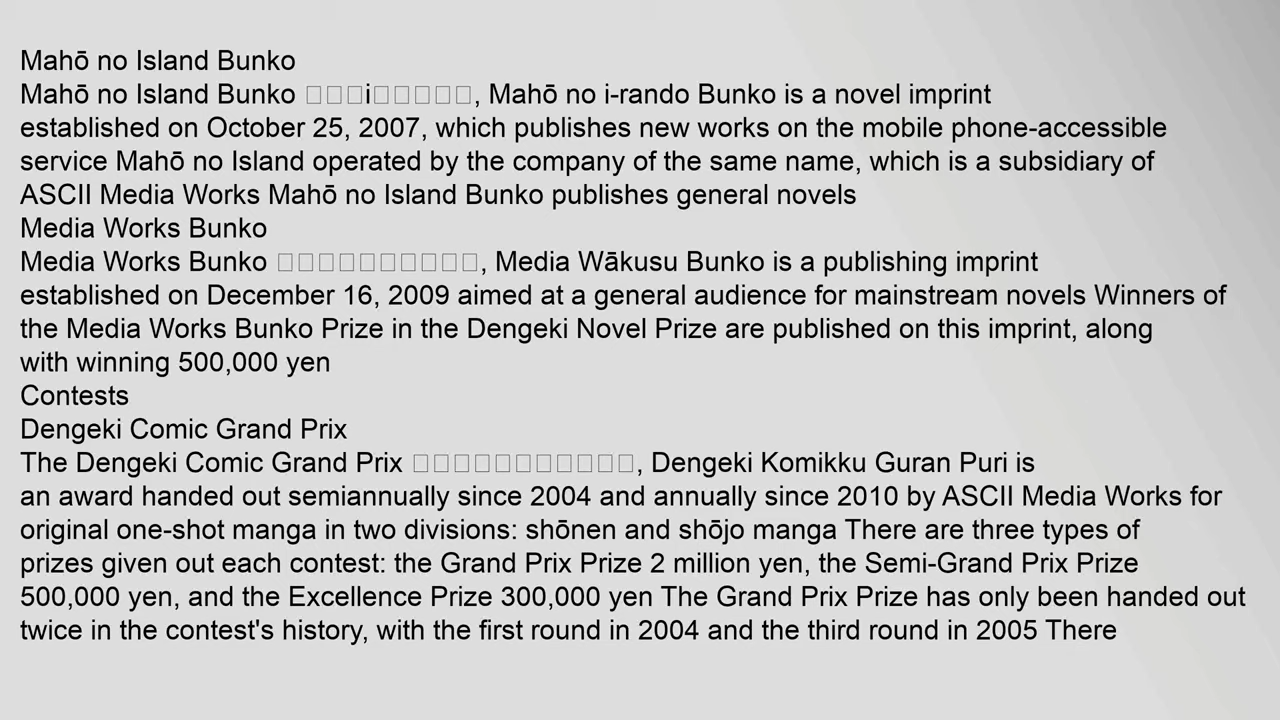 Mahō no Island Bunko
Mahō no Island Bunko □□□i□□□□□, Mahō no i-rando Bunko is a novel imprint
established on October 25, 2007, which publishes new works on the mobile phone-accessible
service Mahō no Island operated by the company of the same name, which is a subsidiary of
ASCII Media Works Mahō no Island Bunko publishes general novels
Media Works Bunko
Media Works Bunko □□□□□□□□□□, Media Wākusu Bunko is a publishing imprint
established on December 16, 2009 aimed at a general audience for mainstream novels Winners of
the Media Works Bunko Prize in the Dengeki Novel Prize are published on this imprint, along
with winning 500,000 yen
Contests
Dengeki Comic Grand Prix
The Dengeki Comic Grand Prix □□□□□□□□□□□, Dengeki Komikku Guran Puri is
an award handed out semiannually since 2004 and annually since 2010 by ASCII Media Works for
original one-shot manga in two divisions: shōnen and shōjo manga There are three types of
prizes given out each contest: the Grand Prix Prize 2 million yen, the Semi-Grand Prix Prize
500,000 yen, and the Excellence Prize 300,000 yen The Grand Prix Prize has only been handed out
twice in the contest's history, with the first round in 2004 and the third round in 2005 There